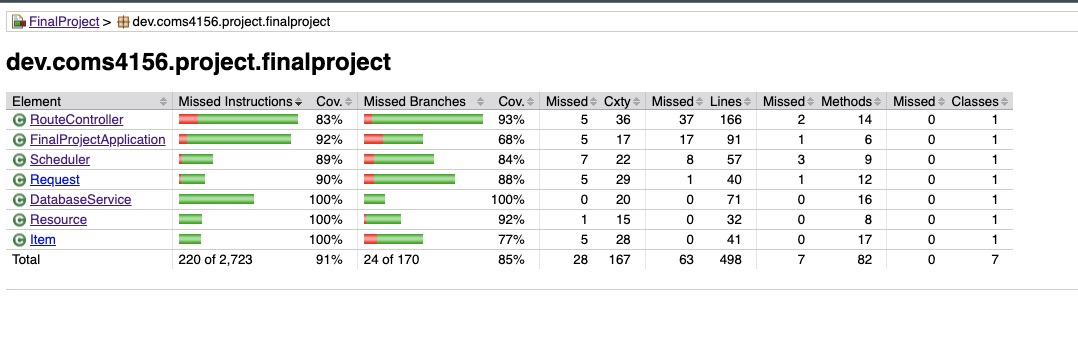 FinalProject > dev.coms4156.project.finalproject
dev.coms4156.project.finalproject
Element Missed Instructions Cov. Missed Branches Cov. Missed Cxty Missed Lines Missed Methods Missed Classes
RouteController 83% 93% 5 36 37 166 2 14 0 1
FinalProjectApplication 92% 68% 5 17 17 91 1 6 0 1
Scheduler 89% 84% 7 22 8 57 3 9 0 1
Request 90% 88% 5 29 1 40 1 12 0 1
DatabaseService 100% 100% 0 20 0 71 0 16 0 1
Resource 100% 92% 1 15 0 32 0 8 0 1
Item 100% 77% 5 28 0 41 0 17 0 1
Total 220 of 2,723 91% 24 of 170 85% 28 167 63 498 7 82 0 7